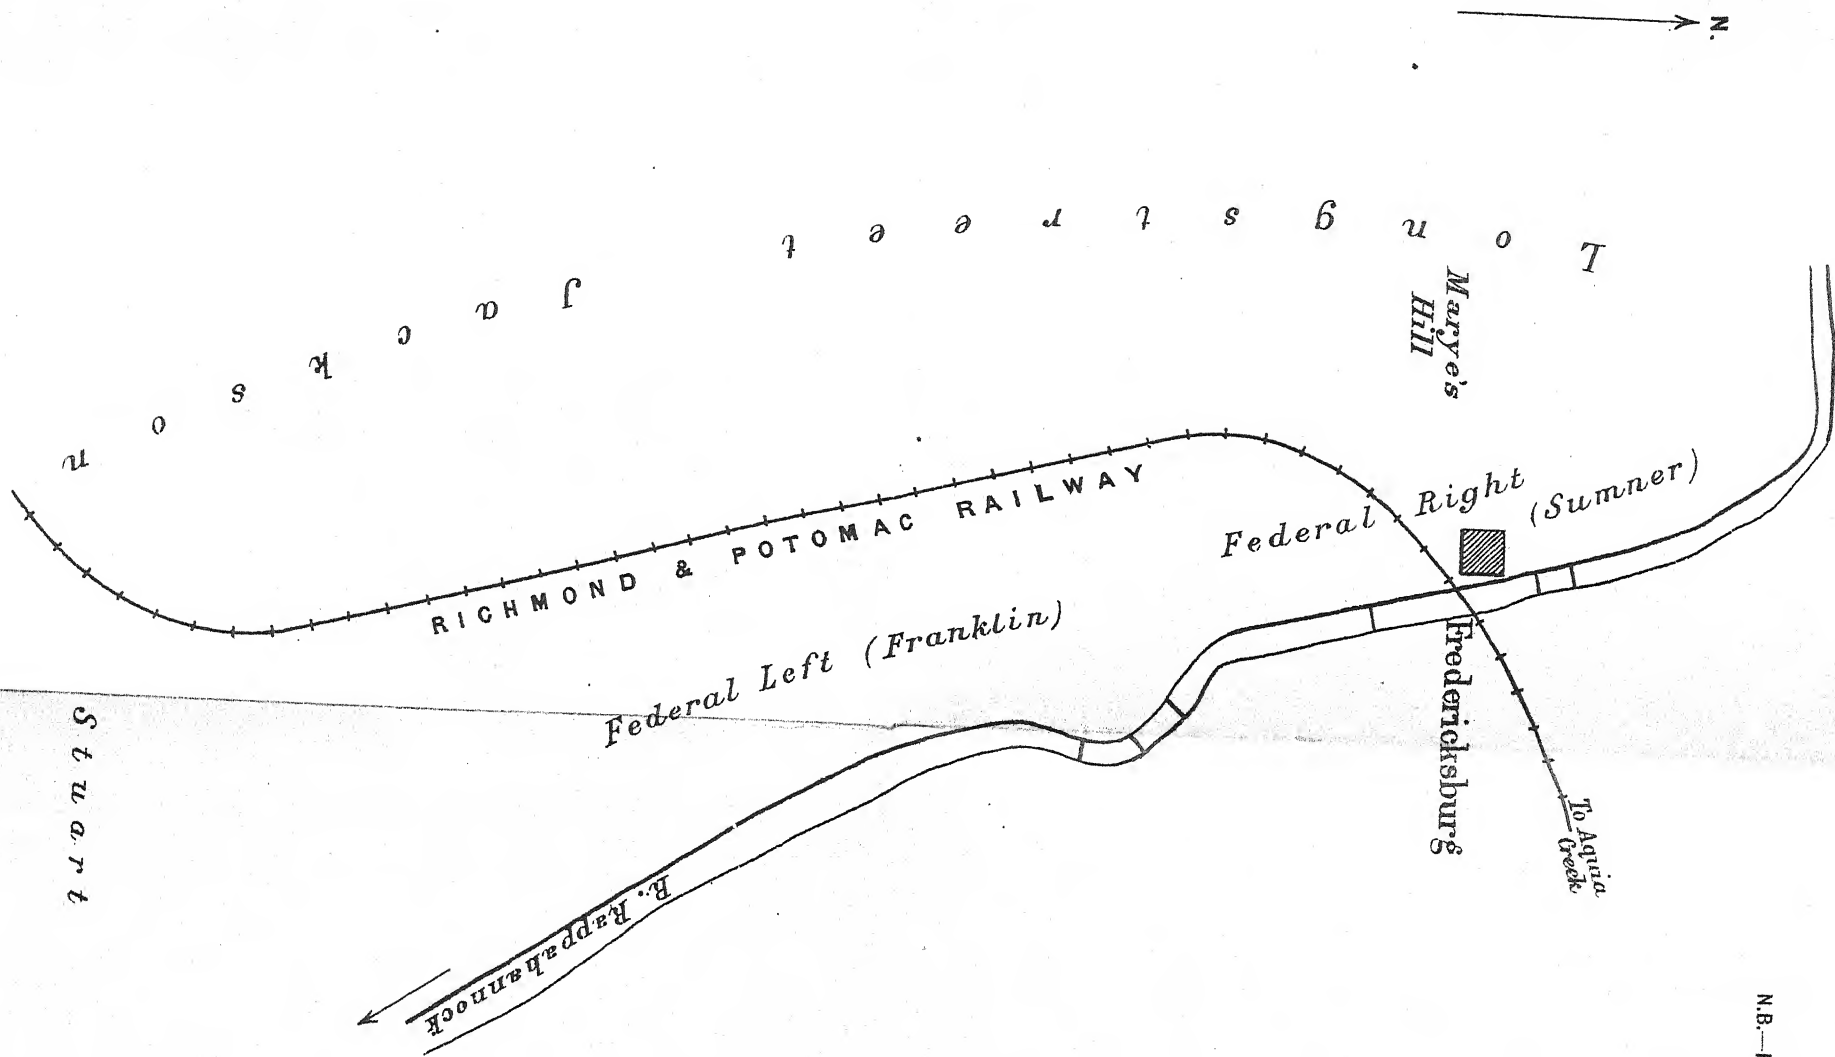 N.
Longstreet
Jackson
Marye's
Hill
Federal Right
(Sumner)
RICHMOND & POTOMAC RAILWAY
Federal Left (Franklin)
Fredericksburg
To Aquia
Creek
Stuart
R. Rappahannock
N.B.—